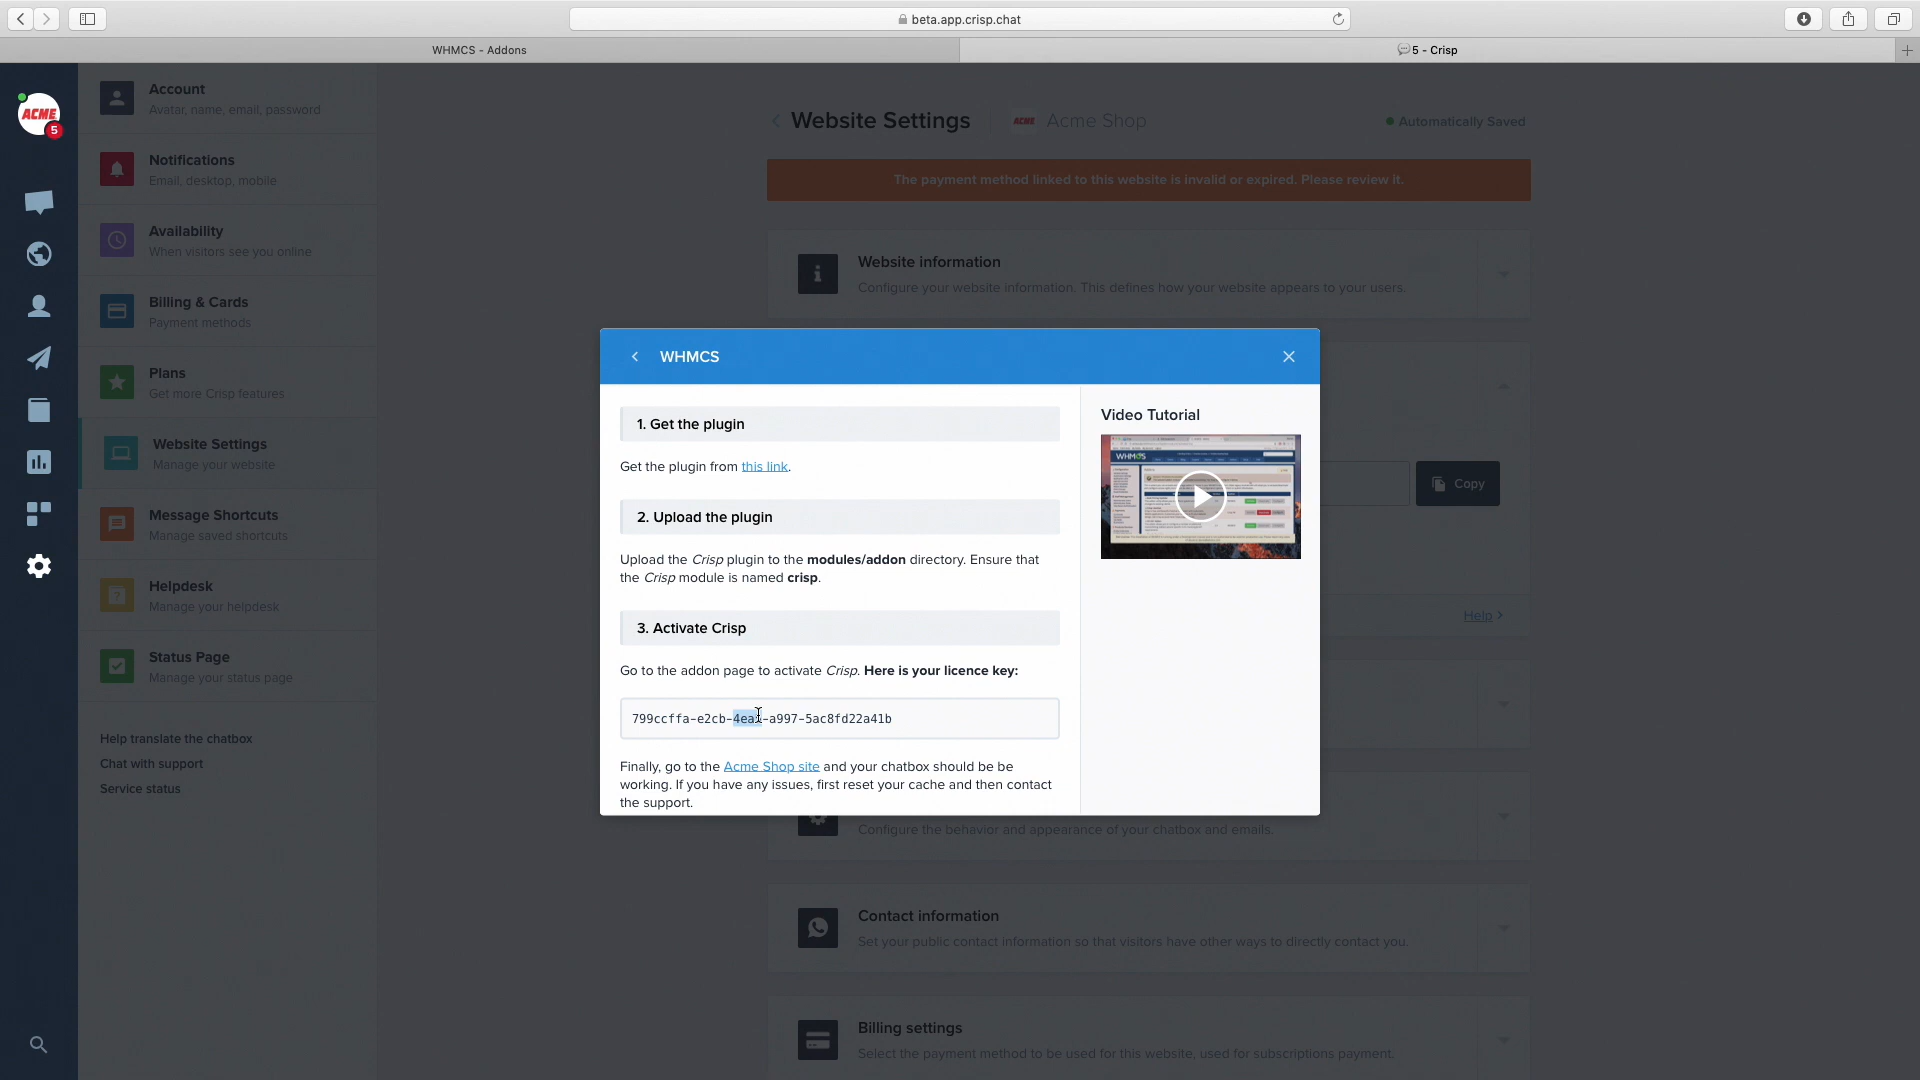 beta.app.crisp.chat
WHMCS - Addons
5 - Crisp
ACME
5
Account
Avatar, name, email, password
Notifications
Email, desktop, mobile
Availability
When visitors see you online
Billing & Cards
Payment methods
Plans
Get more Crisp features
Website Settings
Manage your website
Message Shortcuts
Manage saved shortcuts
Helpdesk
Manage your helpdesk
Status Page
Manage your status page
Help translate the chatbox
Chat with support
Service status
Website Settings
ACME
Acme Shop
Automatically Saved
The payment method linked to this website is invalid or expired. Please review it.
Website information
Configure your website information. This defines how your website appears to your users.
WHMCS
1. Get the plugin
Get the plugin from this link.
2. Upload the plugin
Upload the Crisp plugin to the modules/addon directory. Ensure that
the Crisp module is named crisp.
3. Activate Crisp
Go to the addon page to activate Crisp. Here is your licence key:
Finally, go to the Acme Shop site and your chatbox should be be
working. If you have any issues, first reset your cache and then contact
the support.
Video Tutorial
WHMCS
Copy
Help
Configure the behavior and appearance of your chatbox and emails.
Contact information
Set your public contact information so that visitors have other ways to directly contact you.
Billing settings
Select the payment method to be used for this website, used for subscriptions payment.